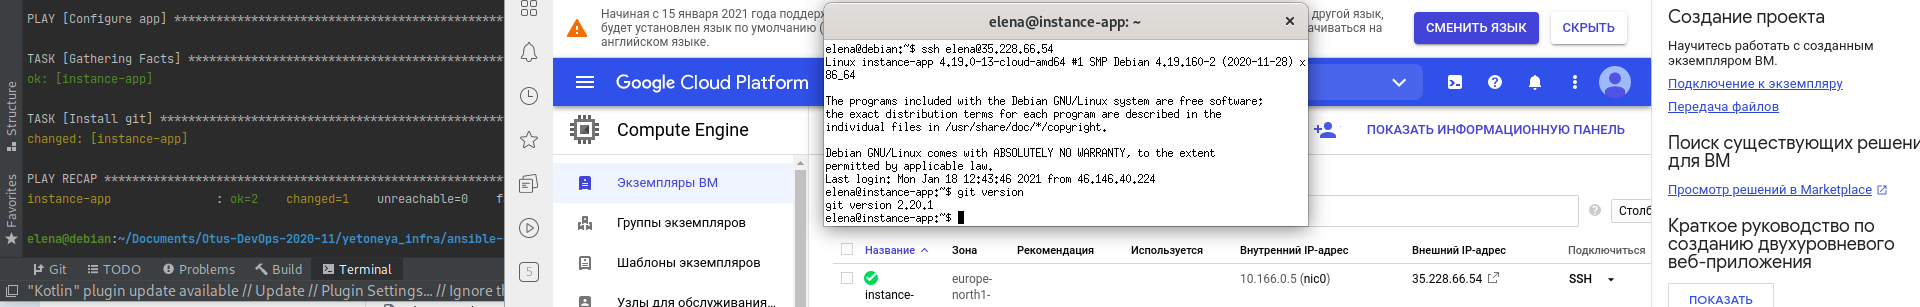 PLAY [Configure app] ****************************************************
TASK [Gathering Facts] **************************************************
ok: [instance-app]
TASK [Install git] ******************************************************
changed: [instance-app]
PLAY RECAP **************************************************************
instance-app : ok=2 changed=1 unreachable=0 f
elena@debian:~/Documents/Otus-DevOps-2020-11/yetoneya_infra/ansible-
Structure
Favorites
Git TODO Problems Build Terminal
"Kotlin" plugin update available // Update // Plugin Settings... // Ignore th
5
Начиная с 15 января 2021 года поддерж
будет установлен язык по умолчанию (
английском языке.
другой язык,
ачиваться на
СМЕНИТЬ ЯЗЫК
СКРЫТЬ
Google Cloud Platform
Compute Engine
ПОКАЗАТЬ ИНФОРМАЦИОННУЮ ПАНЕЛЬ
Экземпляры ВМ
Группы экземпляров
Шаблоны экземпляров
Узлы для обслуживания...
elena@instance-app: ~
elena@debian:~$ ssh elena@35.228.66.54
Linux instance-app 4.19.0-13-cloud-amd64 #1 SMP Debian 4.19.160-2 (2020-11-28) x
86_64
The programs included with the Debian GNU/Linux system are free software;
the exact distribution terms for each program are described in the
individual files in /usr/share/doc/*/copyright.
Debian GNU/Linux comes with ABSOLUTELY NO WARRANTY, to the extent
permitted by applicable law.
Last login: Mon Jan 18 12:43:46 2021 from 46.146.40.224
elena@instance-app:~$ git version
git version 2.20.1
elena@instance-app:~$
Столб
Название Зона Рекомендация Используется Внутренний IP-адрес Внешний IP-адрес Подключиться
instance- europe- 10.166.0.5 (nic0) 35.228.66.54 SSH
north1-
Создание проекта
Научитесь работать с созданным
экземпляром ВМ.
Подключение к экземпляру
Передача файлов
Поиск существующих решени
для ВМ
Просмотр решений в Marketplace
Краткое руководство по
созданию двухуровневого
веб-приложения
ПОКАЗАТЬ